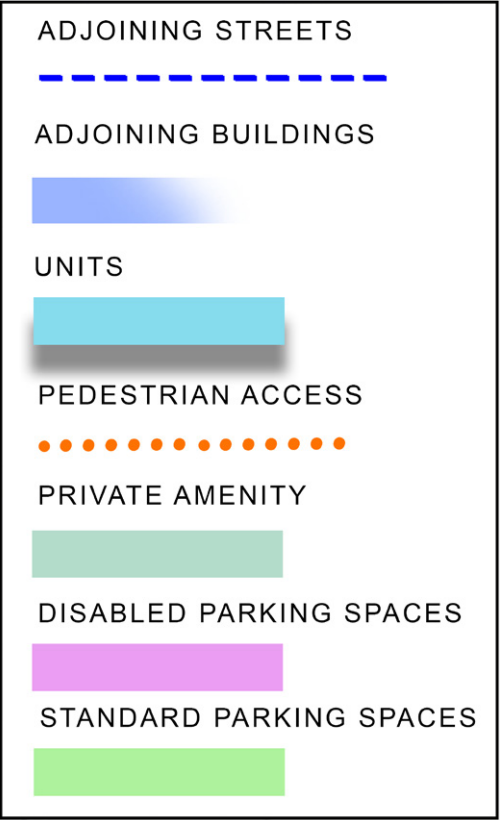 ADJOINING STREETS
ADJOINING BUILDINGS
UNITS
PEDESTRIAN ACCESS
PRIVATE AMENITY
DISABLED PARKING SPACES
STANDARD PARKING SPACES